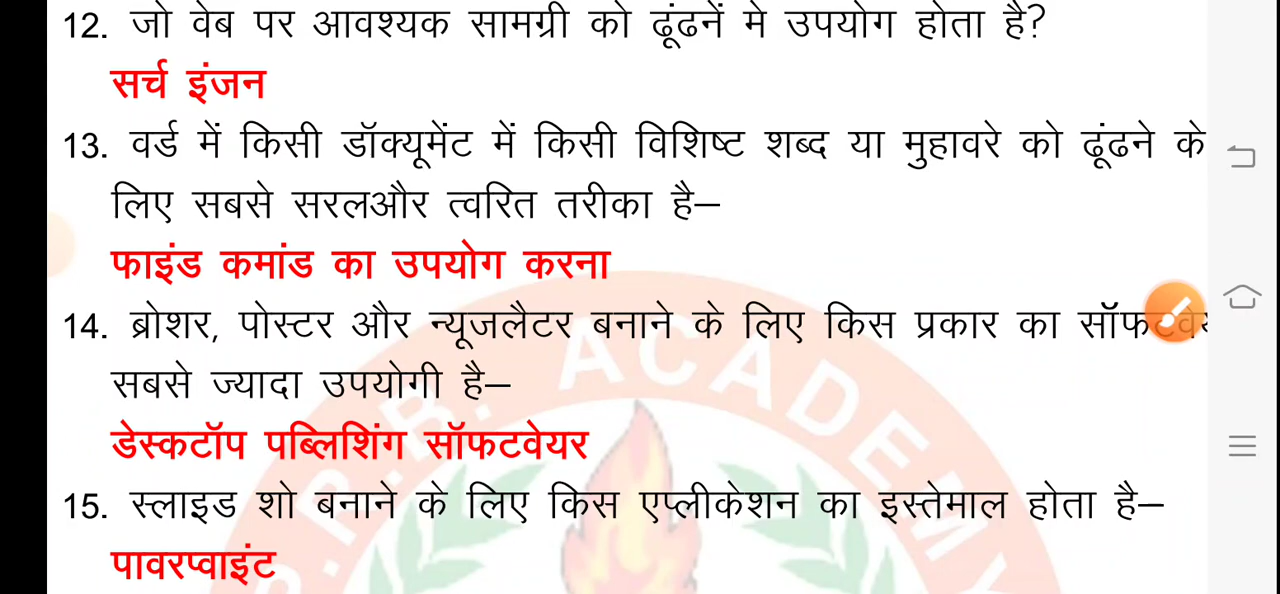 12. जो वेब पर आवश्यक सामग्री को ढूंढनें मे उपयोग होता है?
सर्च इंजन
13. वर्ड में किसी डॉक्यूमेंट में किसी विशिष्ट शब्द या मुहावरे को ढूंढने के
लिए सबसे सरलऔर त्वरित तरीका है–
फाइंड कमांड का उपयोग करना
14. ब्रोशर, पोस्टर और न्यूजलैटर बनाने के लिए किस प्रकार का
सबसे ज्यादा उपयोगी है–
डेस्कटॉप पब्लिशिंग सॉफटवेयर
15. स्लाइड शो बनाने के लिए किस एप्लीकेशन का इस्तेमाल होता है–
पावरप्वाइंट
P.B. ACADEMY